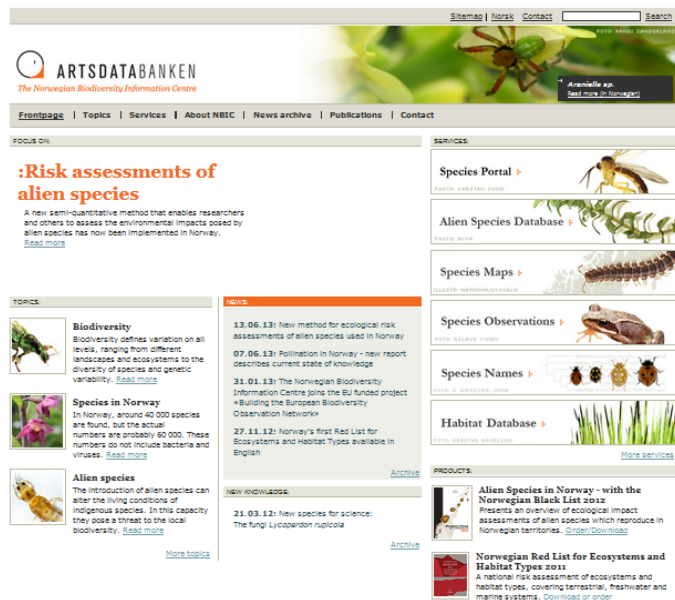 Sitemap | Norsk Contact Search
FOTO: RANDI SØNDERLAND
ARTSDATABANKEN
The Norwegian Biodiversity Information Centre
Araniella sp.
Read more (in Norwegian)
Frontpage | Topics | Services | About NBIC | News archive | Publications | Contact
FOCUS ON:
:Risk assessments of
alien species
A new semi-quantitative method that enables researchers
and others to assess the environmental impacts posed by
alien species has now been implemented in Norway.
Read more
TOPICS:
Biodiversity
Biodiversity defines variation on all
levels, ranging from different
landscapes and ecosystems to the
diversity of species and genetic
variability. Read more
Species in Norway
In Norway, around 40 000 species
are found, but the actual
numbers are probably 60 000. These
numbers do not include bacteria and
viruses. Read more
Alien species
The introduction of alien species can
alter the living conditions of
indigenous species. In this capacity
they pose a threat to the local
biodiversity. Read more
More topics
NEWS:
13.06.13: New method for ecological risk
assessments of alien species used in Norway
07.06.13: Pollination in Norway - new report
describes current state of knowledge
31.01.13: The Norwegian Biodiversity
Information Centre joins the EU funded project
«Building the European Biodiversity
Observation Network»
27.11.12: Norway's first Red List for
Ecosystems and Habitat Types available in
English
Archive
NEW KNOWLEDGE:
21.03.12: New species for science:
The fungi Lycopardon rupicola
Archive
SERVICES:
Species Portal
Alien Species Database
PHOTO: NIVA
Species Maps
Species Observations
Species Names
Habitat Database
More services
PRODUCTS:
Alien Species in Norway - with the
Norwegian Black List 2012
Presents an overview of ecological impact
assessments of alien species which reproduce in
Norwegian territories. Order/Download
Norwegian Red List for Ecosystems and
Habitat Types 2011
A national risk assessment of ecosystems and
habitat types, covering terrestrial, freshwater and
marine systems. Download or order